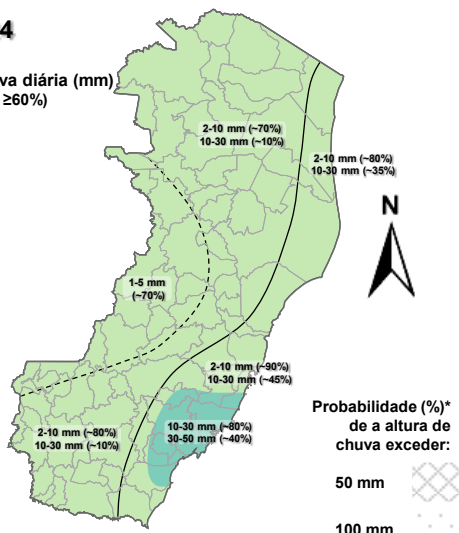 4
va diária (mm)
≥60%)
2-10 mm (~70%)
10-30 mm (~10%)
2-10 mm (~80%)
10-30 mm (~35%)
N
1-5 mm
(~70%)
2-10 mm (~90%)
10-30 mm (~45%)
2-10 mm (~80%)
10-30 mm (~10%)
10-30 mm (~80%)
30-50 mm (~40%)
Probabilidade (%)*
de a altura de
chuva exceder:
50 mm
100 mm